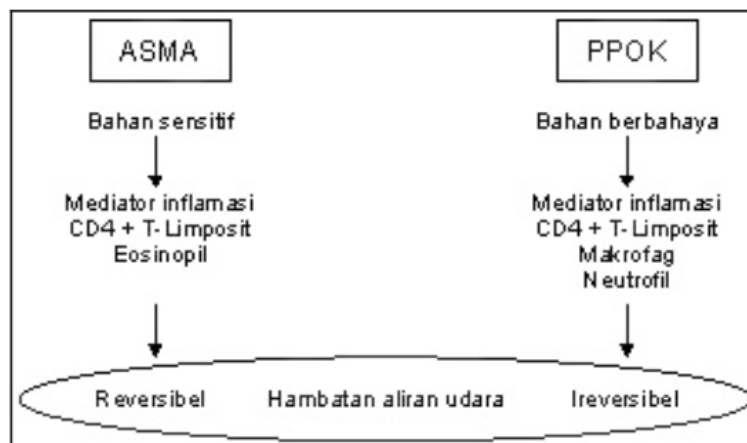 ASMA
Bahan sensitif
Mediator inflamasi
CD4 + T- Limposit
Eosinopil
Reversibel
PPOK
Bahan berbahaya
Mediator inflamasi
CD4 + T- Limposit
Makrofag
Neutrofil
Ireversibel
Hambatan aliran udara